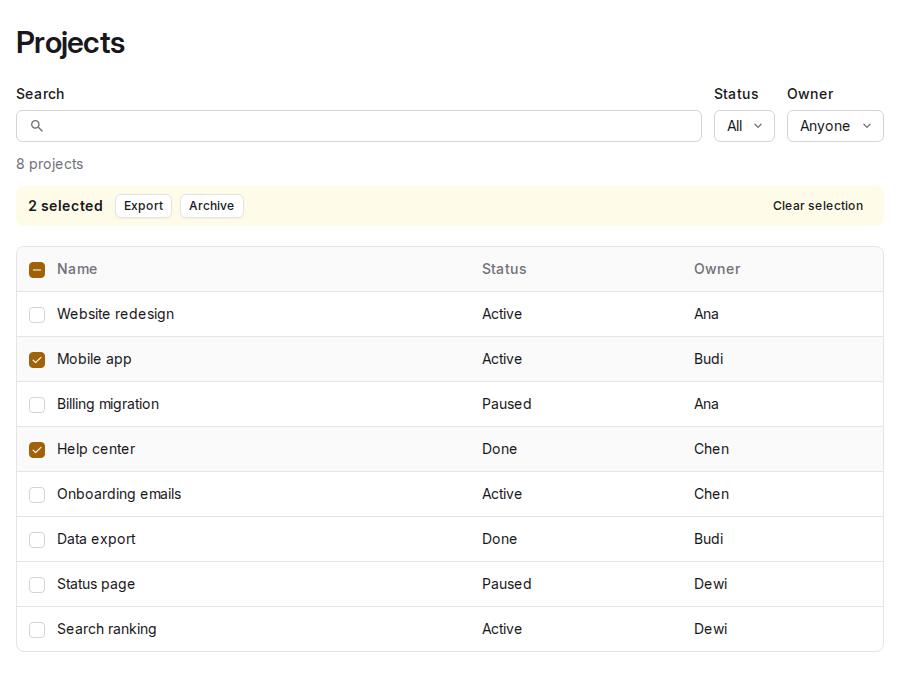 Projects
Search Status Owner
All Anyone
8 projects
2 selected Export Archive Clear selection
Name Status Owner
Website redesign Active Ana
Mobile app Active Budi
Billing migration Paused Ana
Help center Done Chen
Onboarding emails Active Chen
Data export Done Budi
Status page Paused Dewi
Search ranking Active Dewi